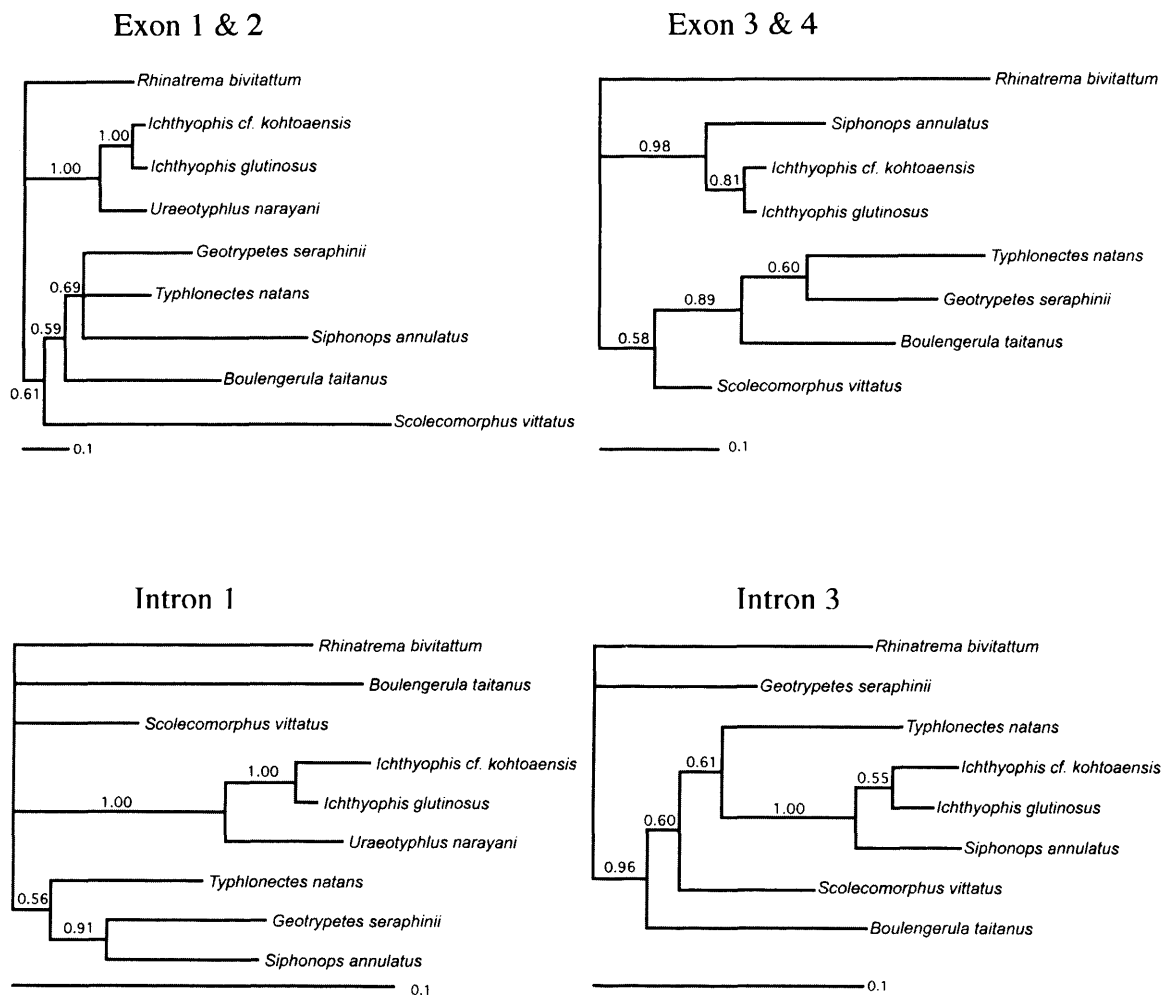 Exon 1 & 2
Rhinatrema bivitattum
Ichthyophis cf. kohtoaensis
1.00
Ichthyophis glutinosus
1.00
Uraeotyphlus narayani
Geotrypetes seraphinii
0.69
Typhlonectes natans
0.59
Siphonops annulatus
Boulengerula taitanus
0.61
Scolecomorphus vittatus
0.1
Exon 3 & 4
Rhinatrema bivitattum
Siphonops annulatus
0.98
Ichthyophis cf. kohtoaensis
0.81
Ichthyophis glutinosus
Typhlonectes natans
0.60
Geotrypetes seraphinii
0.89
Boulengerula taitanus
0.58
Scolecomorphus vittatus
0.1
Intron 1
Rhinatrema bivitattum
Boulengerula taitanus
Scolecomorphus vittatus
Ichthyophis cf. kohtoaensis
1.00
Ichthyophis glutinosus
1.00
Uraeotyphlus narayani
Typhlonectes natans
0.56
Geotrypetes seraphinii
0.91
Siphonops annulatus
0.1
Intron 3
Rhinatrema bivitattum
Geotrypetes seraphinii
Typhlonectes natans
0.61
Ichthyophis cf. kohtoaensis
0.55
Ichthyophis glutinosus
1.00
0.60
Siphonops annulatus
0.96
Scolecomorphus vittatus
Boulengerula taitanus
0.1